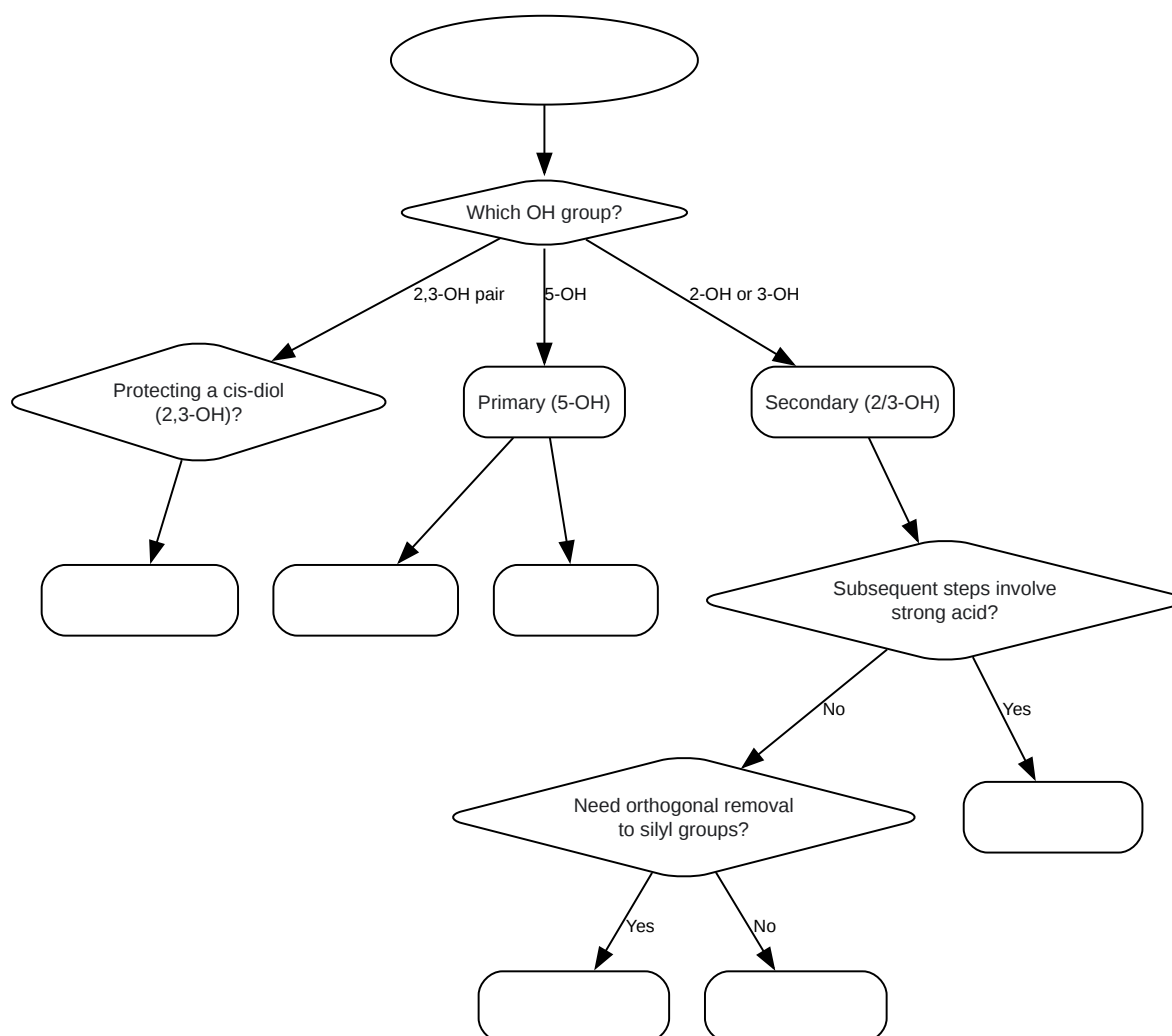 Which OH group?
2,3-OH pair
5-OH
2-OH or 3-OH
Protecting a cis-diol
(2,3-OH)?
Primary (5-OH)
Secondary (2/3-OH)
Subsequent steps involve
strong acid?
No
Yes
Need orthogonal removal
to silyl groups?
Yes
No